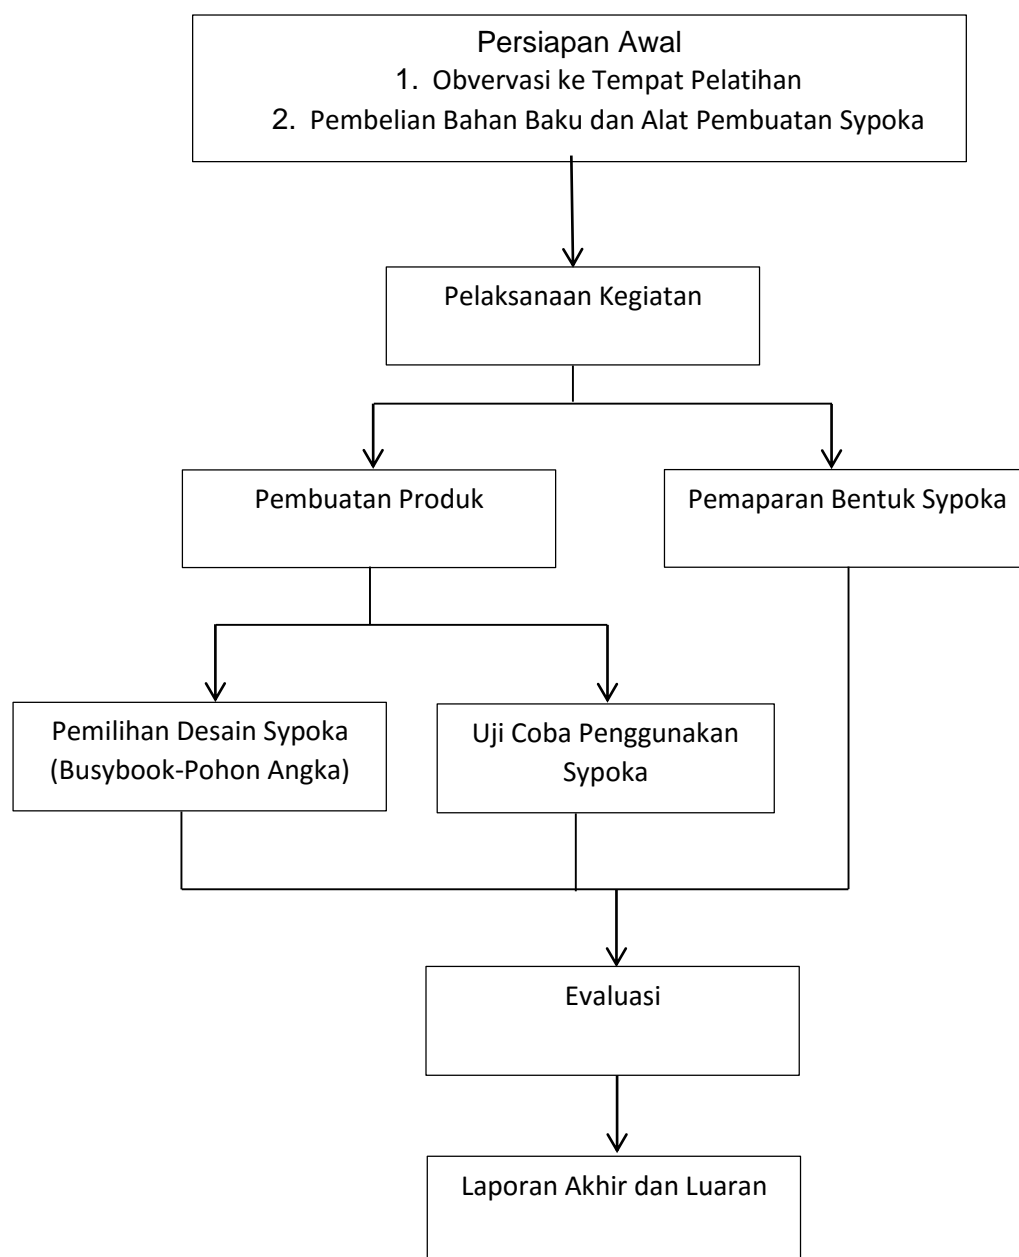 Persiapan Awal
1. Obvervasi ke Tempat Pelatihan
2. Pembelian Bahan Baku dan Alat Pembuatan Sypoka
Pelaksanaan Kegiatan
Pembuatan Produk
Pemaparan Bentuk Sypoka
Pemilihan Desain Sypoka
(Busybook-Pohon Angka)
Uji Coba Penggunakan
Sypoka
Evaluasi
Laporan Akhir dan Luaran